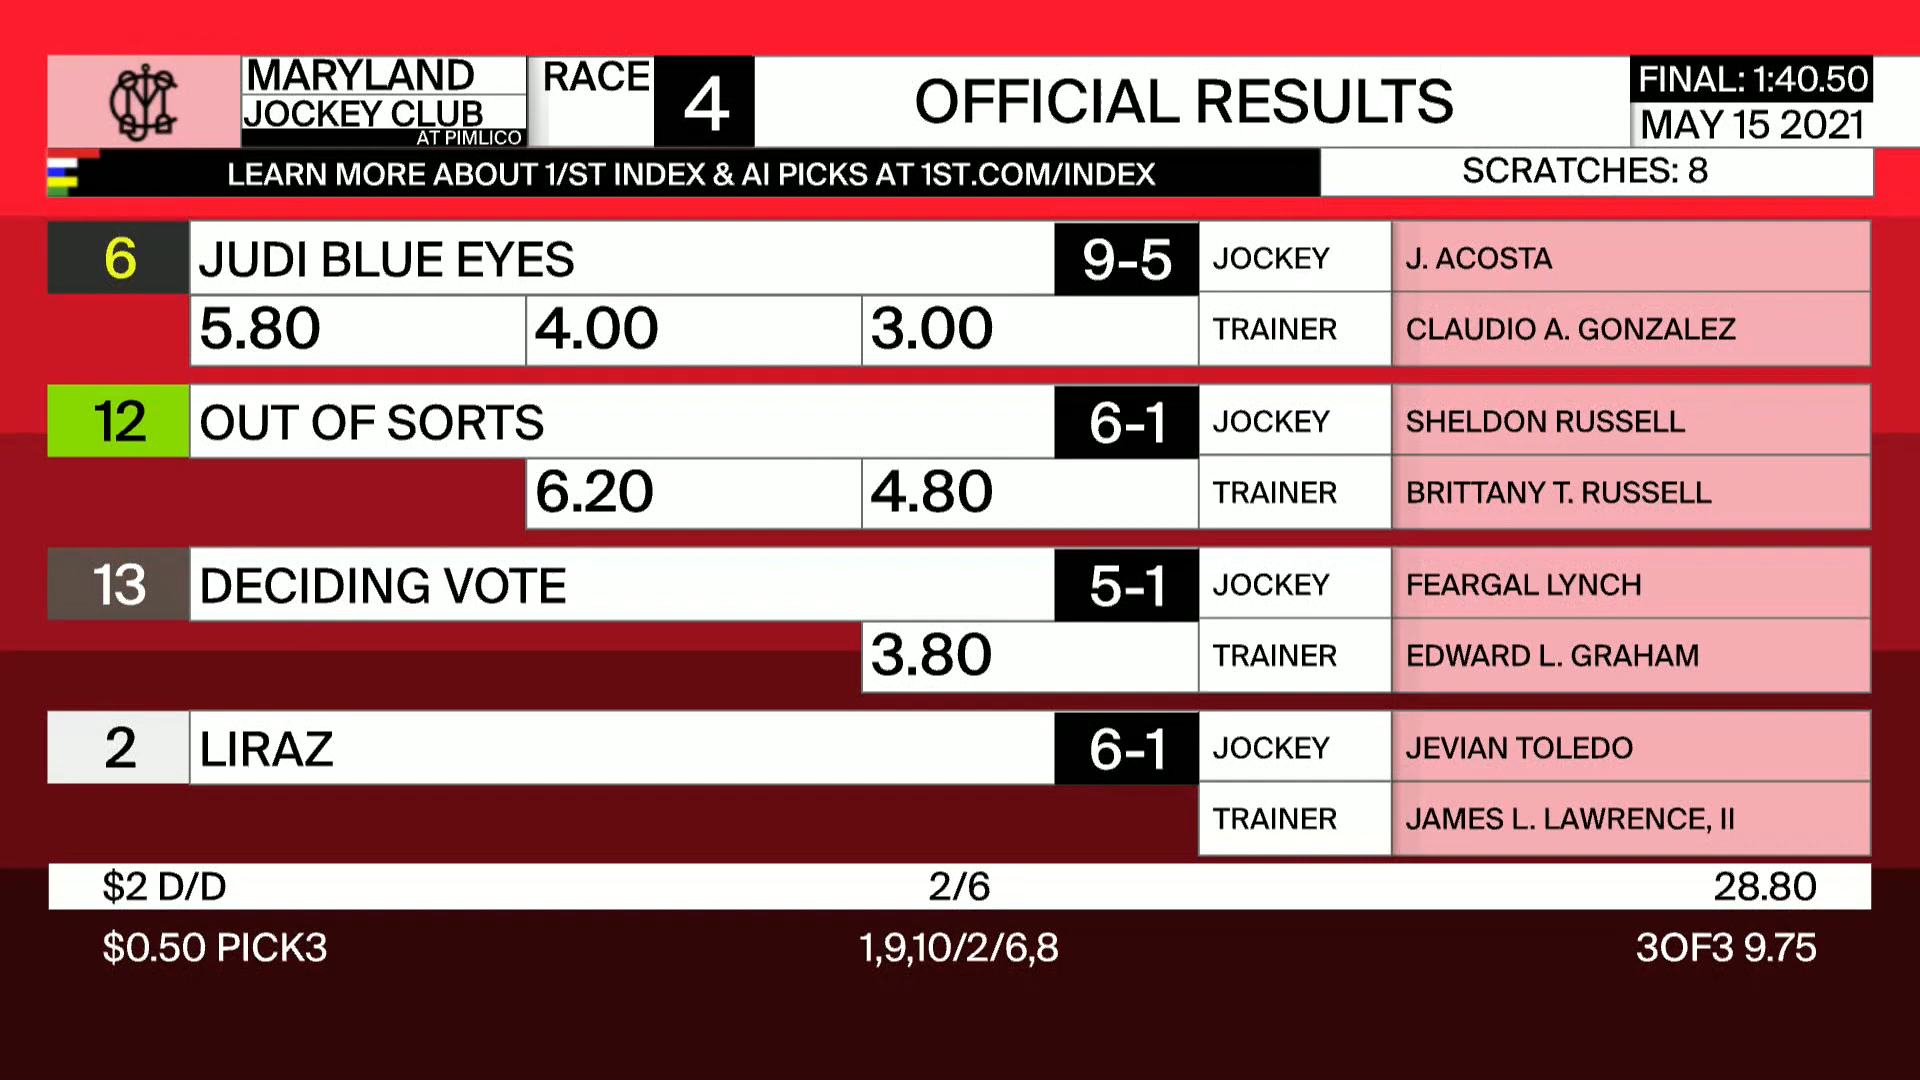 MARYLAND
JOCKEY CLUB
AT PIMLICO
RACE 4
OFFICIAL RESULTS
FINAL: 1:40.50
MAY 15 2021
LEARN MORE ABOUT 1/ST INDEX & AI PICKS AT 1ST.COM/INDEX
SCRATCHES: 8
6 JUDI BLUE EYES 9-5 JOCKEY J. ACOSTA
5.80 4.00 3.00 TRAINER CLAUDIO A. GONZALEZ
12 OUT OF SORTS 6-1 JOCKEY SHELDON RUSSELL
6.20 4.80 TRAINER BRITTANY T. RUSSELL
13 DECIDING VOTE 5-1 JOCKEY FEARGAL LYNCH
3.80 TRAINER EDWARD L. GRAHAM
2 LIRAZ 6-1 JOCKEY JEVIAN TOLEDO
TRAINER JAMES L. LAWRENCE, II
$2 D/D 2/6 28.80
$0.50 PICK3 1,9,10/2/6,8 3OF3 9.75